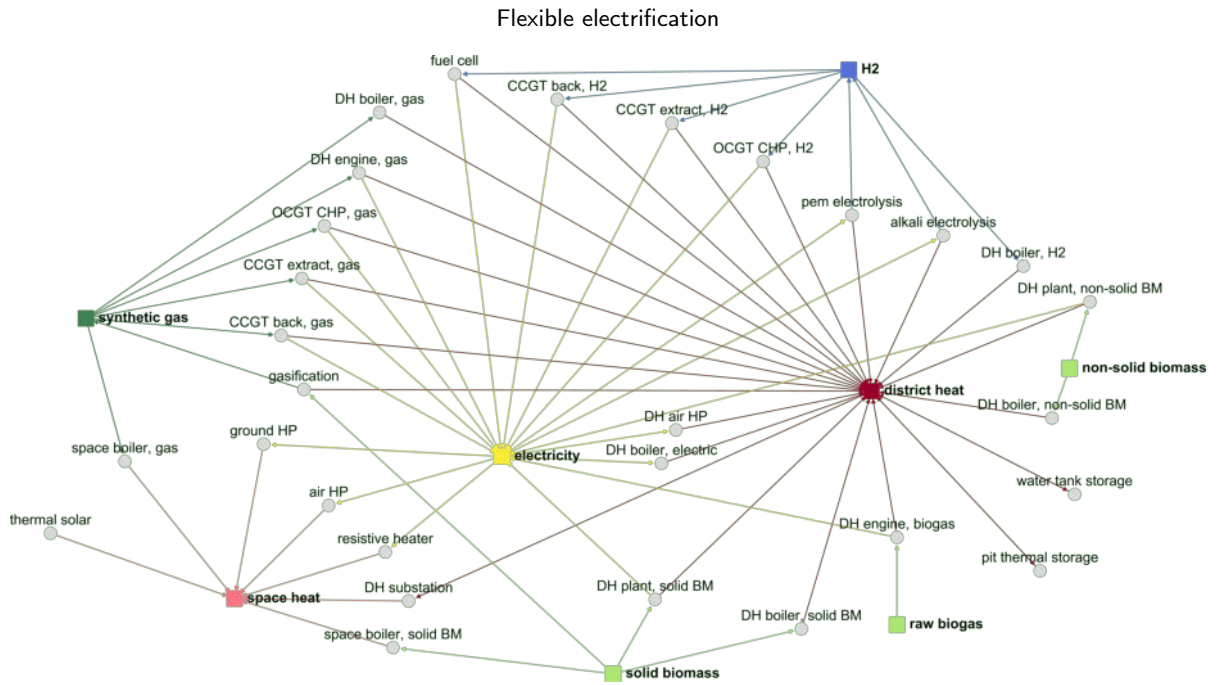 Flexible electrification
fuel cell
H2
CCGT back, H2
DH boiler, gas
CCGT extract, H2
OCGT CHP, H2
DH engine, gas
pem electrolysis
OCGT CHP, gas
alkali electrolysis
DH boiler, H2
CCGT extract, gas
DH plant, non-solid BM
synthetic gas
CCGT back, gas
non-solid biomass
gasification
district heat
DH boiler, non-solid BM
DH air HP
ground HP
space boiler, gas
DH boiler, electric
electricity
water tank storage
air HP
thermal solar
DH engine, biogas
resistive heater
pit thermal storage
DH substation
DH plant, solid BM
space heat
DH boiler, solid BM
raw biogas
space boiler, solid BM
solid biomass